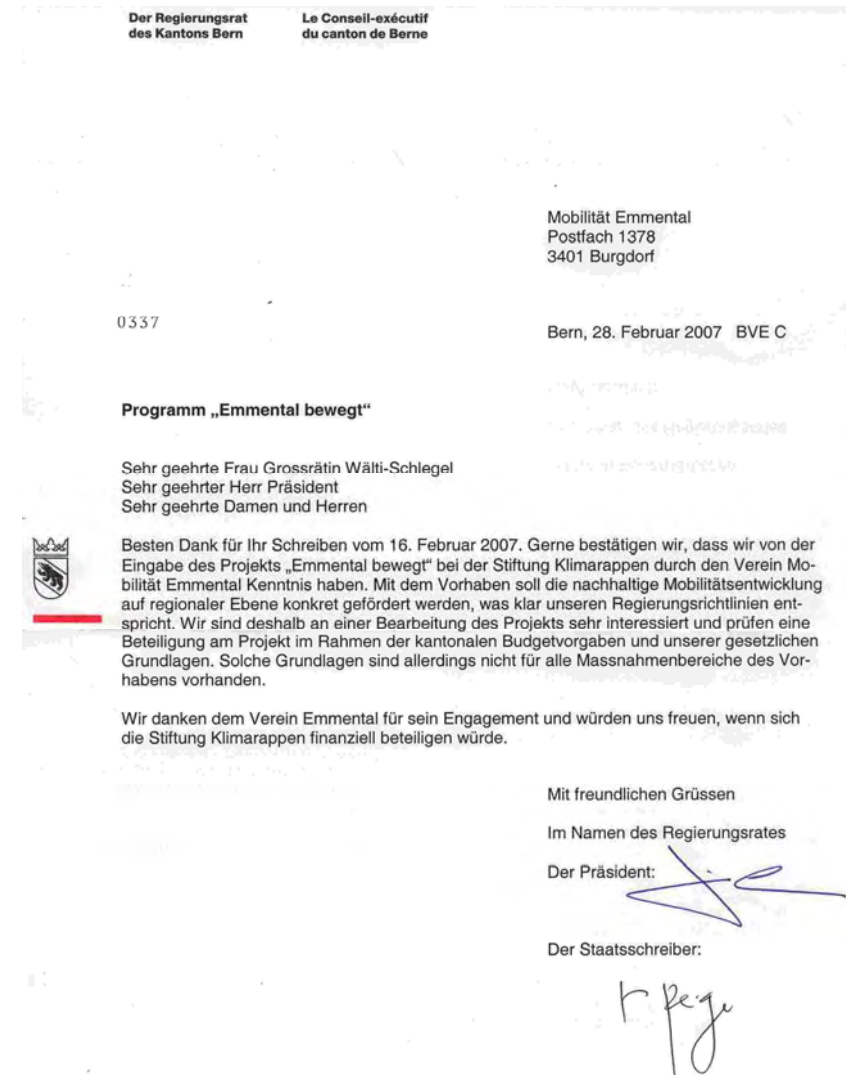 Der Regierungsrat
des Kantons Bern
Le Conseil-exécutif
du canton de Berne
Mobilität Emmental
Postfach 1378
3401 Burgdorf
0337
Bern, 28. Februar 2007 BVE C
Programm „Emmental bewegt“
Sehr geehrte Frau Grossrätin Wälti-Schlegel
Sehr geehrter Herr Präsident
Sehr geehrte Damen und Herren
Besten Dank für Ihr Schreiben vom 16. Februar 2007. Gerne bestätigen wir, dass wir von der
Eingabe des Projekts „Emmental bewegt“ bei der Stiftung Klimarappen durch den Verein Mo-
bilität Emmental Kenntnis haben. Mit dem Vorhaben soll die nachhaltige Mobilitätsentwicklung
auf regionaler Ebene konkret gefördert werden, was klar unseren Regierungsrichtlinien ent-
spricht. Wir sind deshalb an einer Bearbeitung des Projekts sehr interessiert und prüfen eine
Beteiligung am Projekt im Rahmen der kantonalen Budgetvorgaben und unserer gesetzlichen
Grundlagen. Solche Grundlagen sind allerdings nicht für alle Massnahmenbereiche des Vor-
habens vorhanden.
Wir danken dem Verein Emmental für sein Engagement und würden uns freuen, wenn sich
die Stiftung Klimarappen finanziell beteiligen würde.
Mit freundlichen Grüssen
Im Namen des Regierungsrates
Der Präsident:
Der Staatsschreiber: